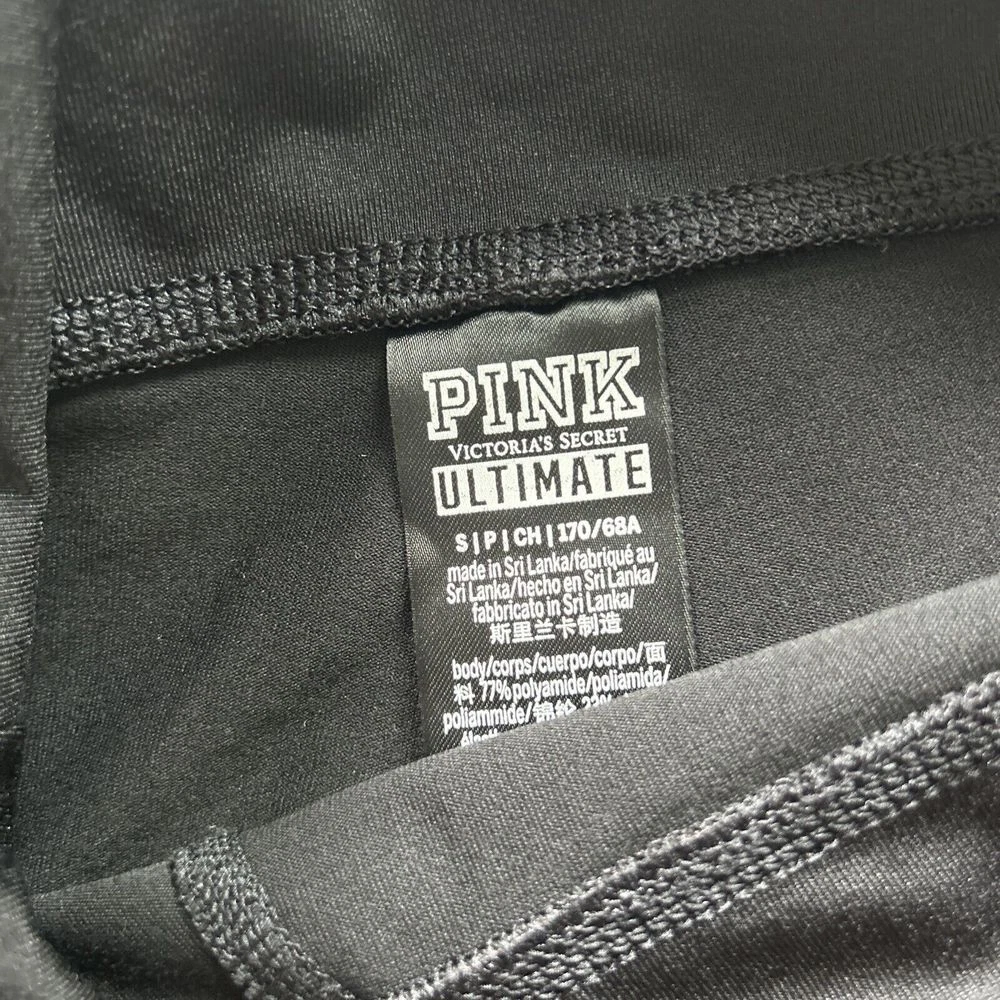 PINK
VICTORIA'S SECRET
ULTIMATE
S | P | CH | 170/68A
made in Sri Lanka/fabriqué au
Sri Lanka/hecho en Sri Lanka/
fabbricato in Sri Lanka/
斯里兰卡制造
body/corps/cuerpo/corpo/面
料 77% polyamide/poliamida/
poliammide/锦纶